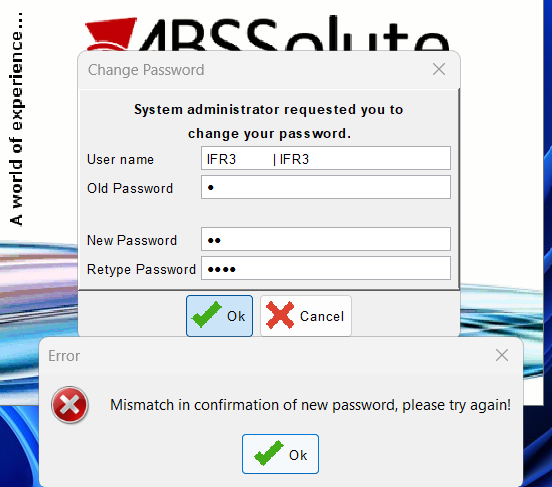 A world of experience...
ABSSolute
Change Password
System administrator requested you to
change your password.
User name
IFR3 | IFR3
Old Password
New Password
Retype Password
Ok
Cancel
Error
Mismatch in confirmation of new password, please try again!
Ok